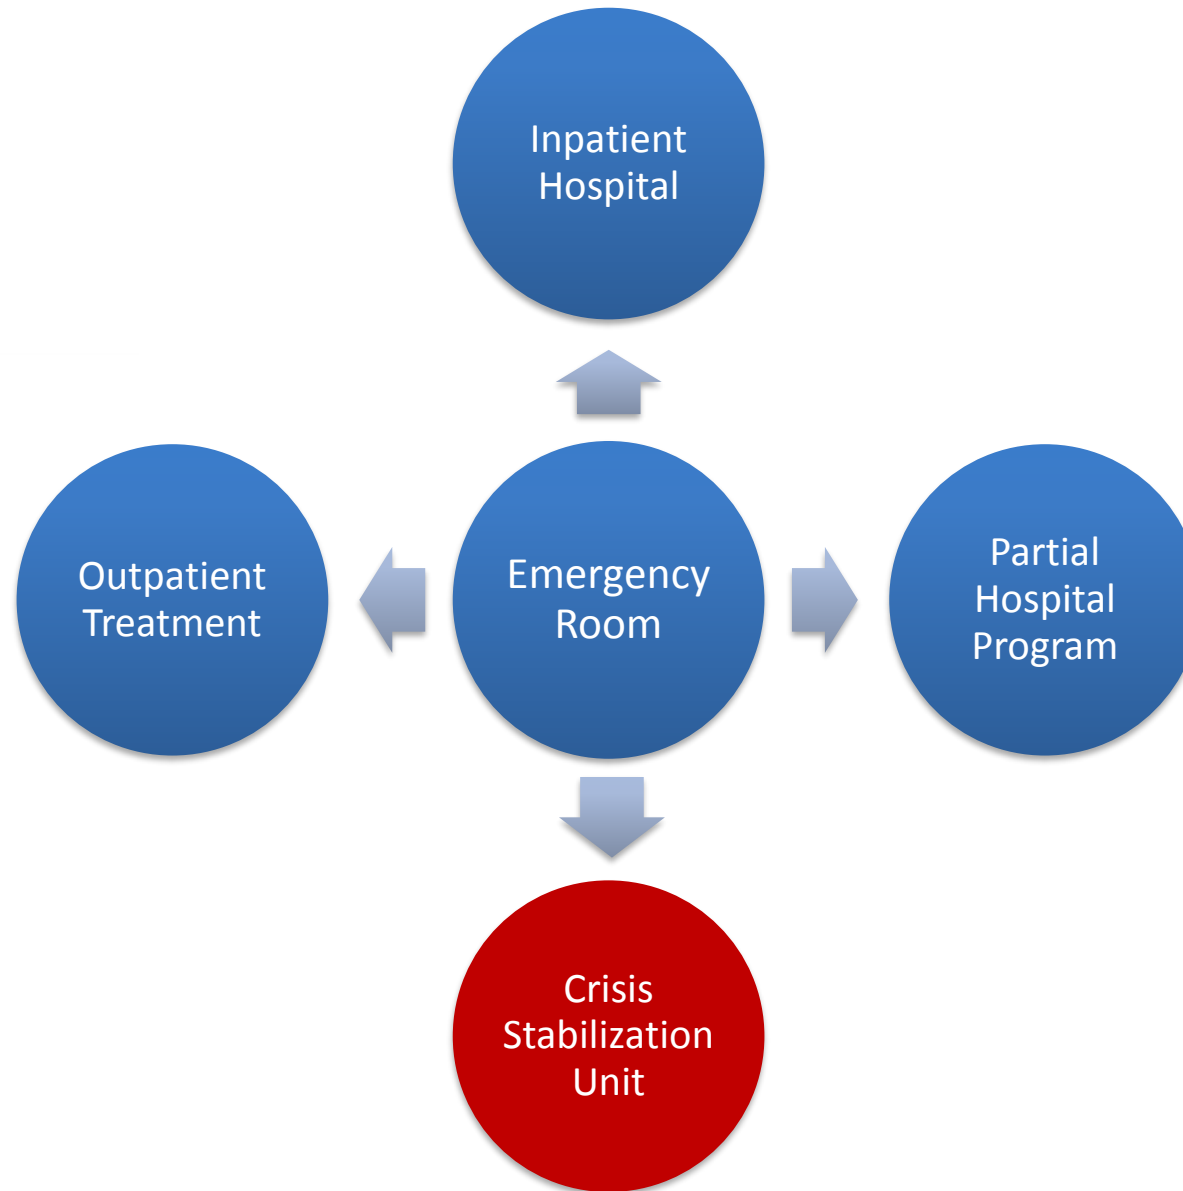 Inpatient
Hospital
Outpatient
Treatment
Emergency
Room
Partial
Hospital
Program
Crisis
Stabilization
Unit